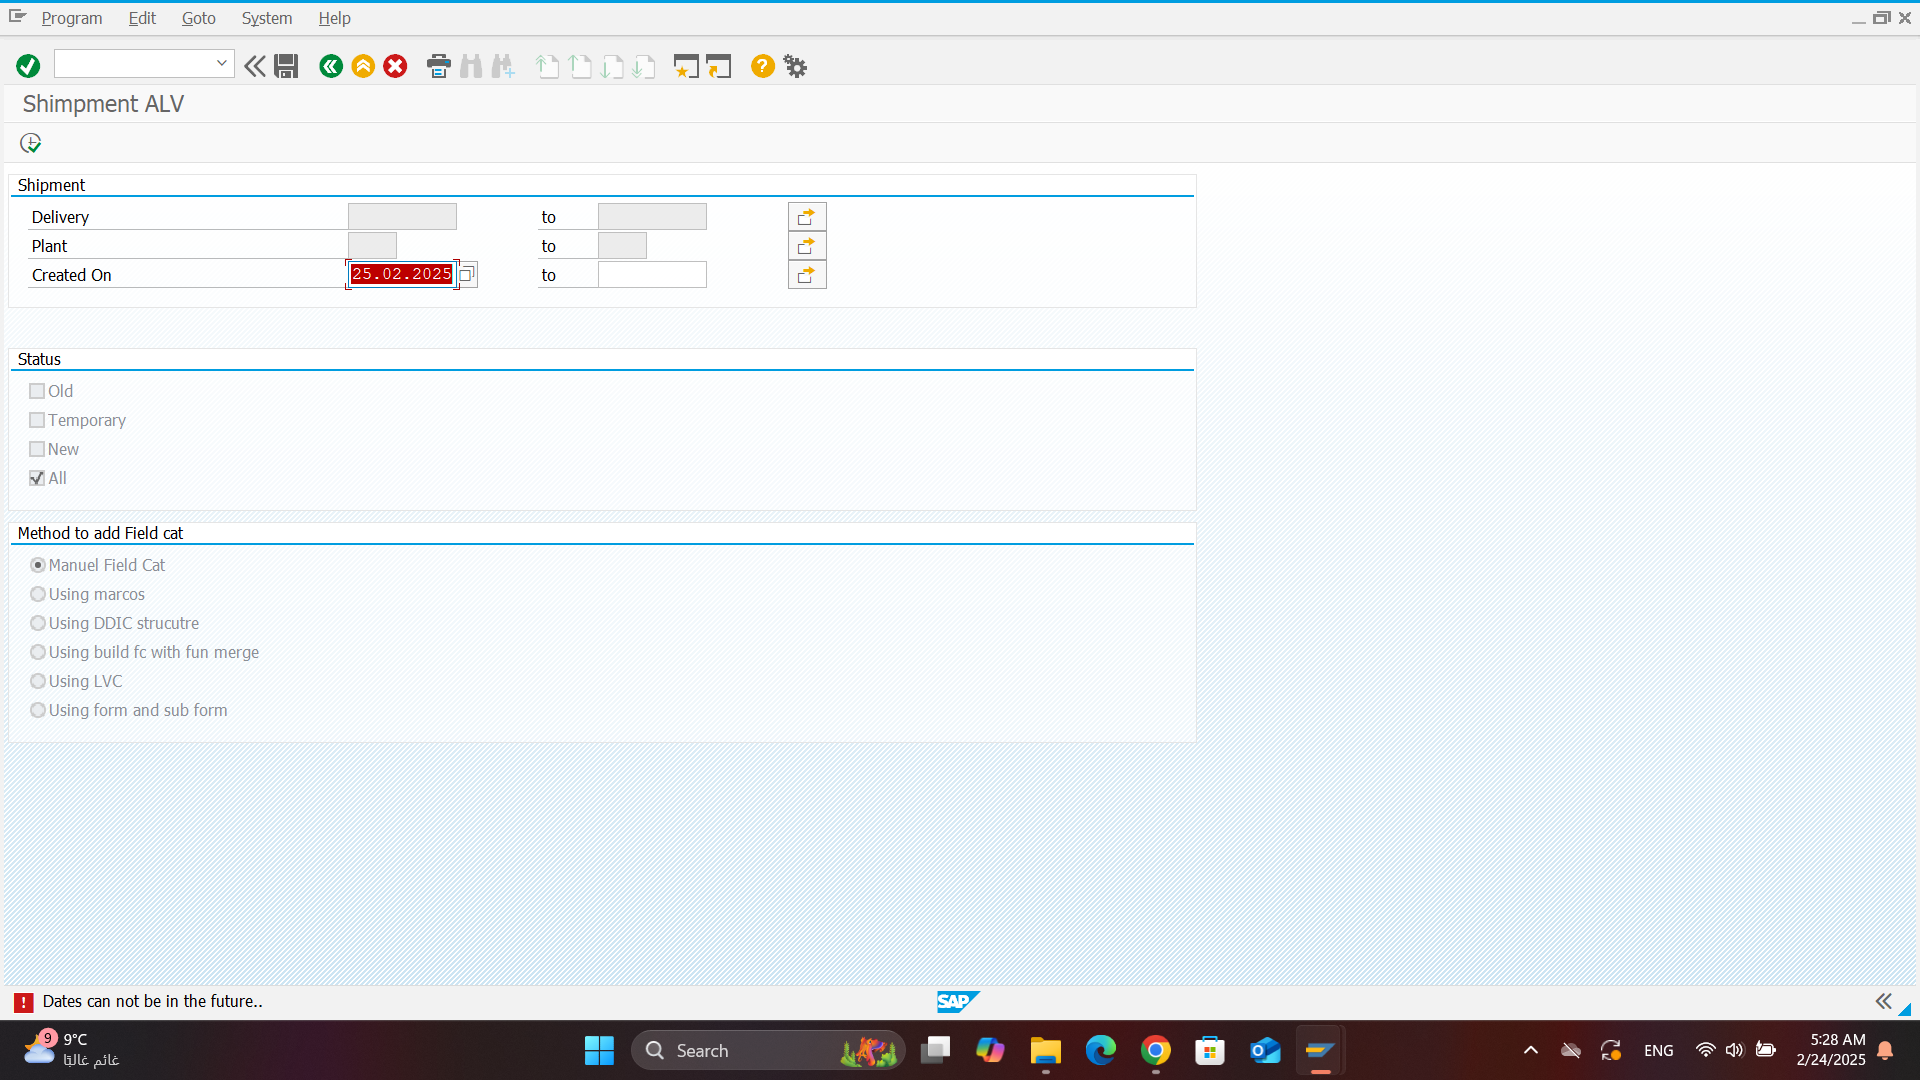 Program Edit Goto System Help
Shimpment ALV
Shipment
Delivery to
Plant to
Created On 25.02.2025 to
Status
Old
Temporary
New
All
Method to add Field cat
Manuel Field Cat
Using marcos
Using DDIC strucutre
Using build fc with fun merge
Using LVC
Using form and sub form
Dates can not be in the future..
SAP
9
9°C
غائم غالبًا
Search
ENG
5:28 AM
2/24/2025